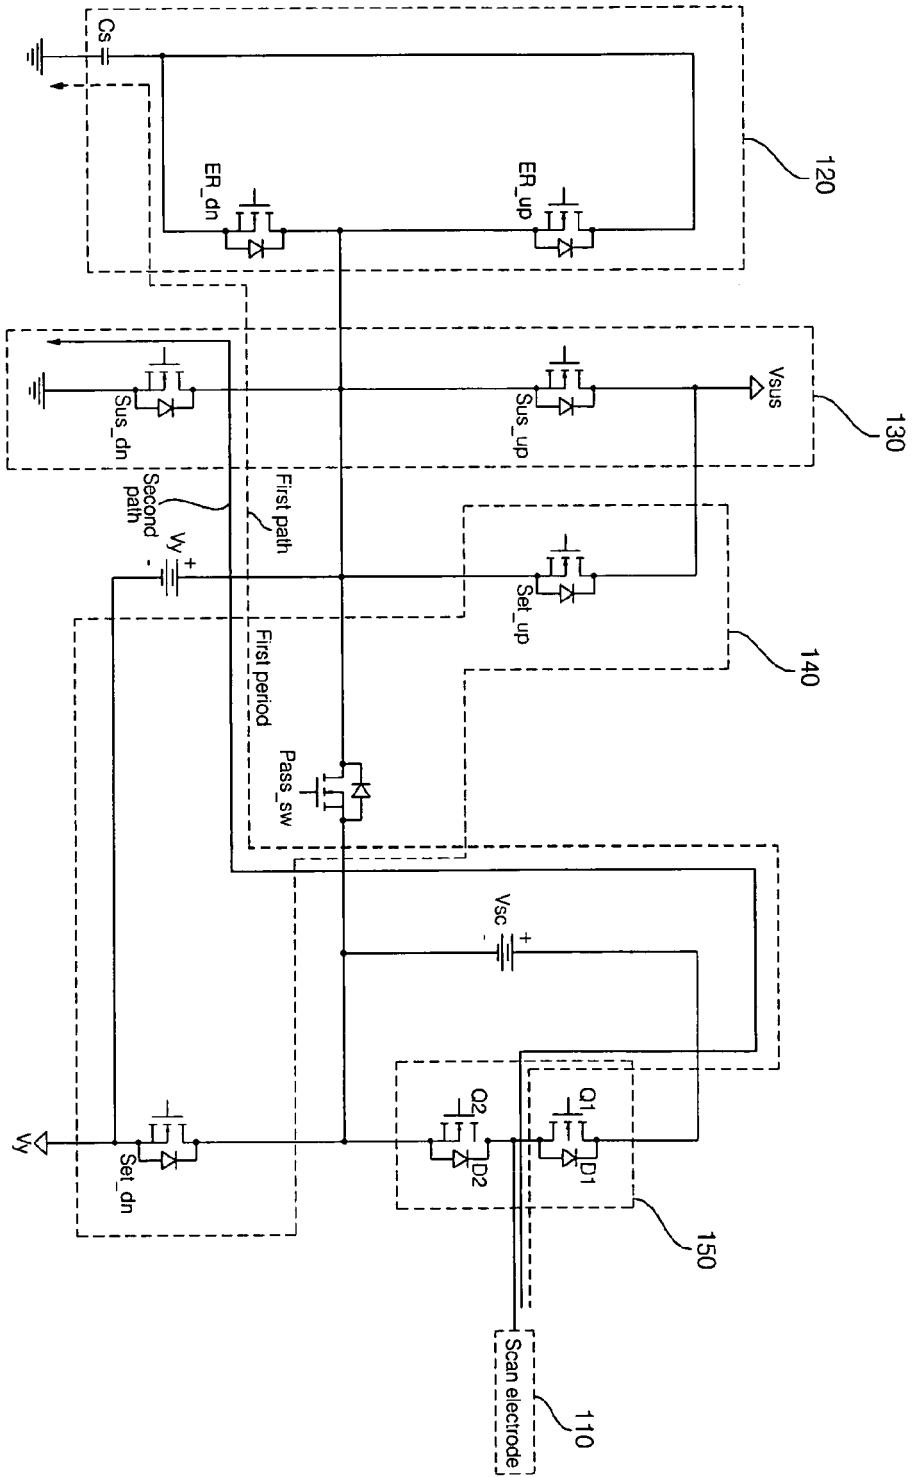 120
Cs
ER_dn
ER_up
Vsus
130
Sus_dn
Sus_up
Second
path
First path
Vy
+
-
Set_up
140
First period
Pass_sw
Vsc
+
-
Q1
D1
Q2
D2
150
Set_dn
Vy
Scan electrode
110